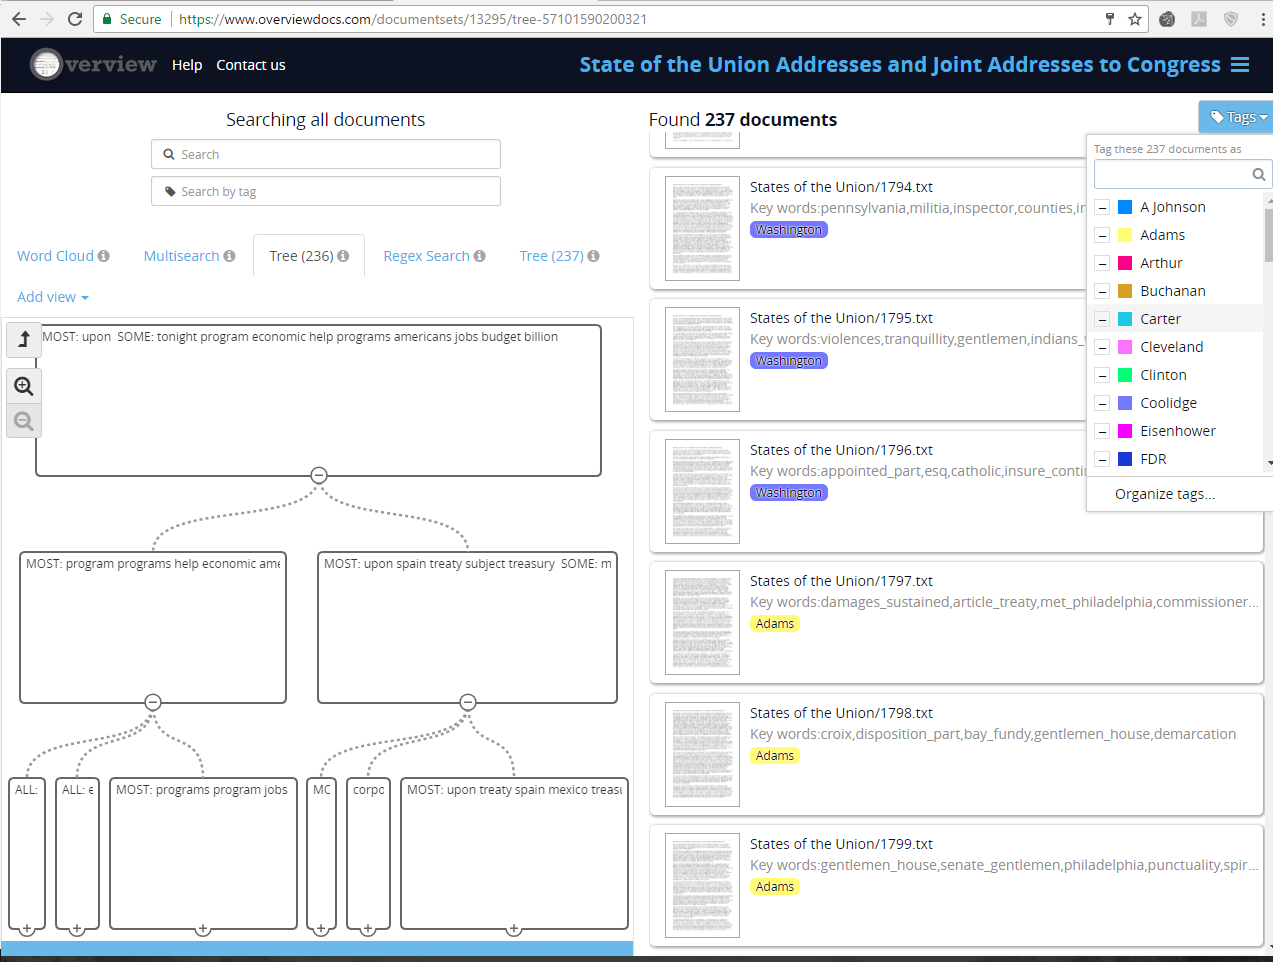 Secure | https://www.overviewdocs.com/documentsets/13295/tree-57101590200321
Overview Help Contact us
State of the Union Addresses and Joint Addresses to Congress
Searching all documents
Search
Search by tag
Word Cloud Multisearch Tree (236) Regex Search Tree (237)
Add view
MOST: upon SOME: tonight program economic help programs americans jobs budget billion
MOST: program programs help economic ame
MOST: upon spain treaty subject treasury SOME: m
ALL:
ALL: e
MOST: programs program jobs
MO
corpo
MOST: upon treaty spain mexico treasu
Found 237 documents
States of the Union/1794.txt
Key words:pennsylvania,militia,inspector,counties,in
Washington
States of the Union/1795.txt
Key words:violences,tranquillity,gentlemen,indians_
Washington
States of the Union/1796.txt
Key words:appointed_part,esq,catholic,insure_conti
Washington
States of the Union/1797.txt
Key words:damages_sustained,article_treaty,met_philadelphia,commissioner...
Adams
States of the Union/1798.txt
Key words:croix,disposition_part,bay_fundy,gentlemen_house,demarcation
Adams
States of the Union/1799.txt
Key words:gentlemen_house,senate_gentlemen,philadelphia,punctuality,spir...
Adams
Tags
Tag these 237 documents as
A Johnson
Adams
Arthur
Buchanan
Carter
Cleveland
Clinton
Coolidge
Eisenhower
FDR
Organize tags...